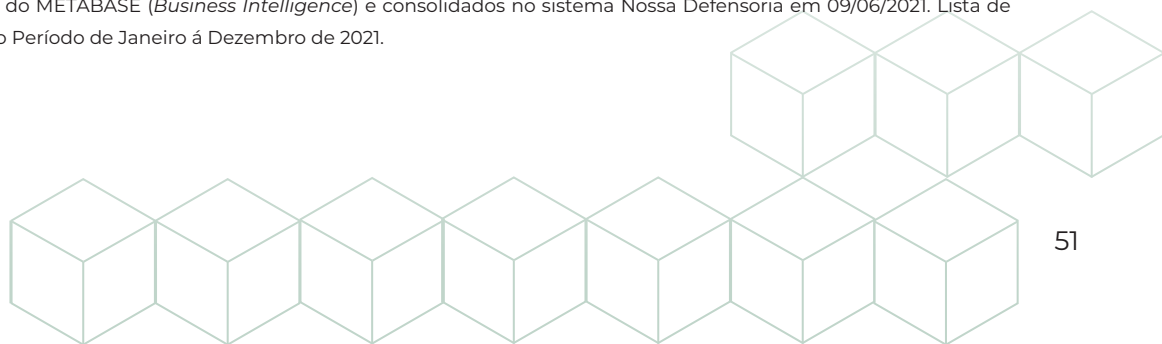 do METABASE (Business Intelligence) e consolidados no sistema Nossa Defensoria em 09/06/2021. Lista de
o Período de Janeiro á Dezembro de 2021.
51